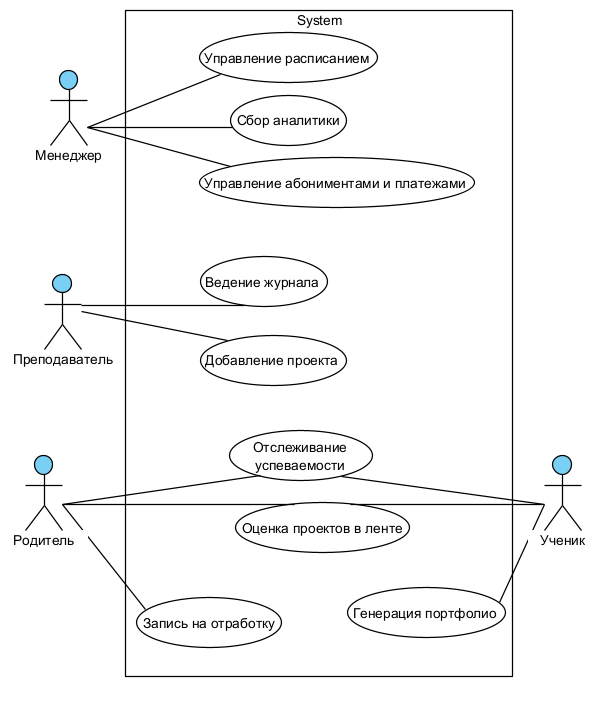 System
Управление расписанием
Сбор аналитики
Менеджер
Управление абониментами и платежами
Ведение журнала
Преподаватель
Добавление проекта
Отслеживание
успеваемости
Оценка проектов в ленте
Родитель
Ученик
Запись на отработку
Генерация портфолио